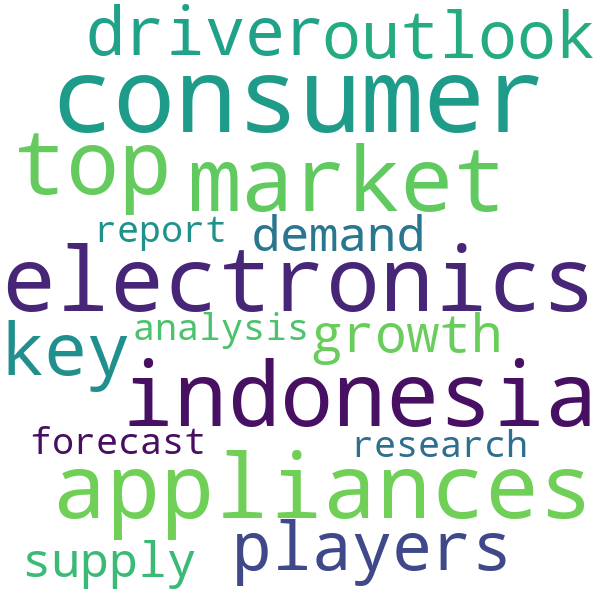 driver outlook
consumer
top market
report demand
electronics
key analysis growth
indonesia
forecast research
appliances
supply players